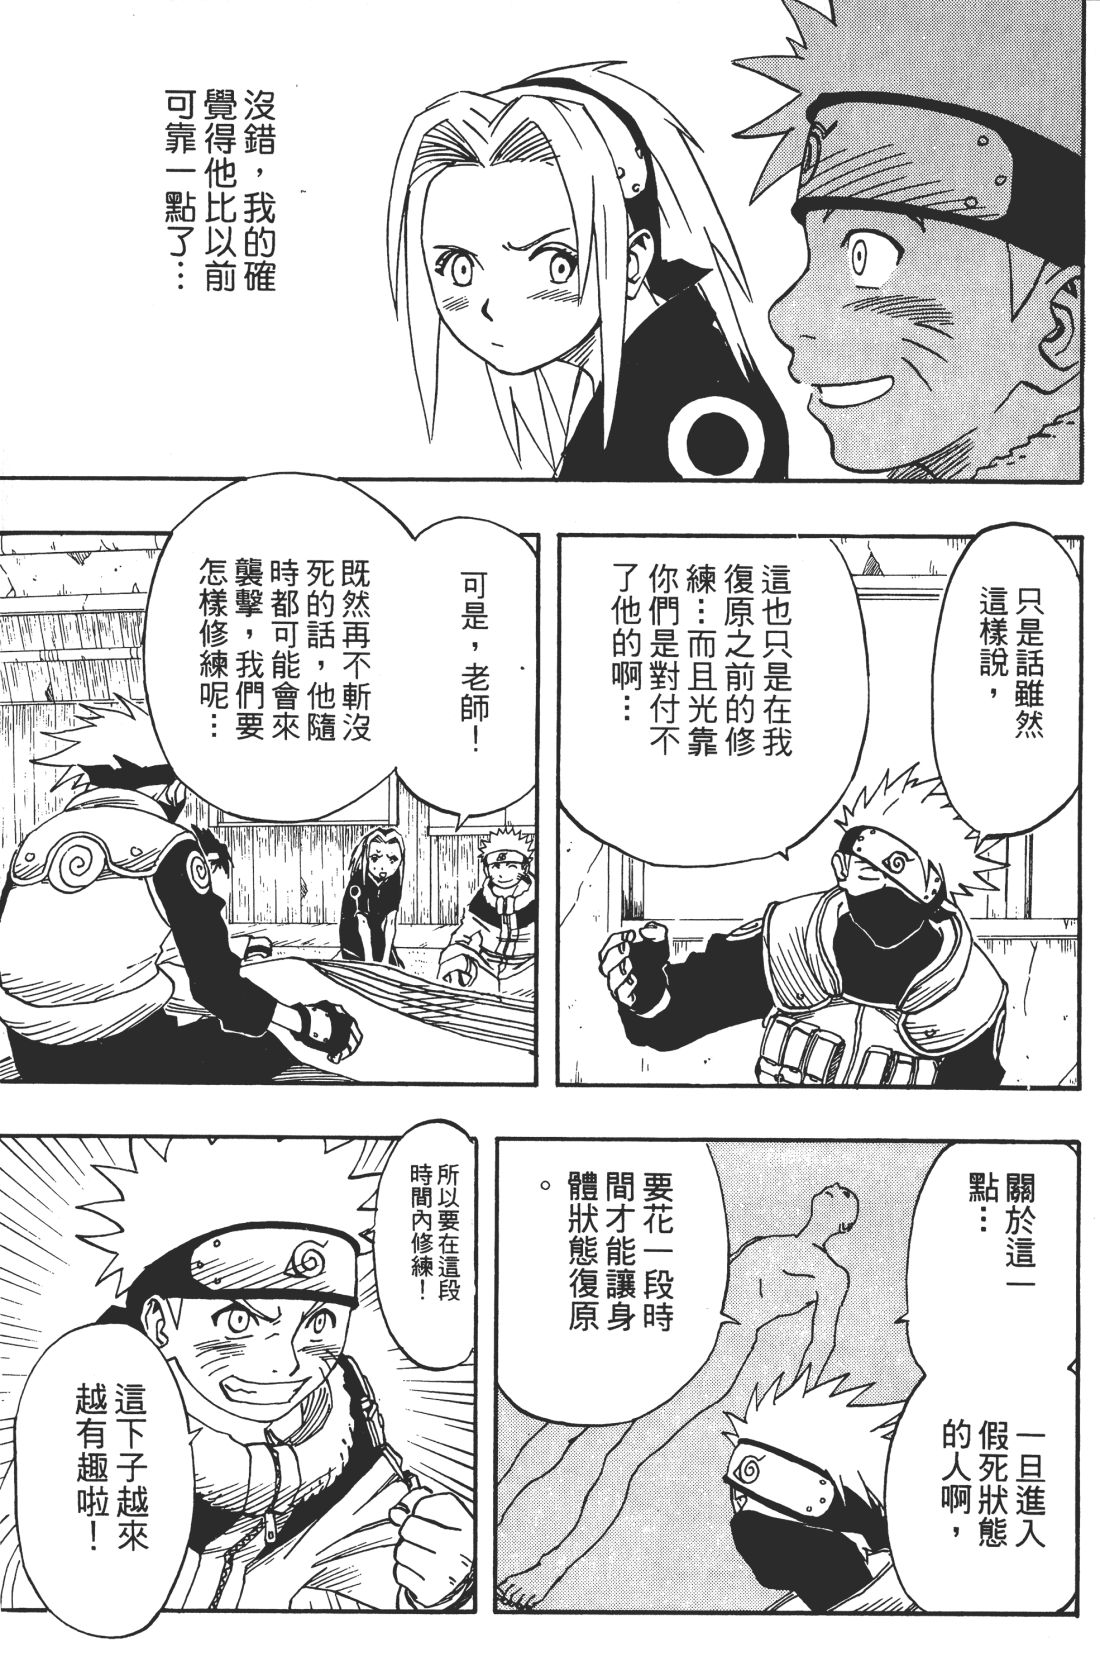 沒錯，我的確
覺得他比以前
可靠一點了…
只是話雖然
這樣說，
這也只是在我
復原之前的修
練…而且光靠
你們是對付不
了他的啊…
可是，老師！
既然再不斬沒
死的話，他隨
時都可能會來
襲擊，我們要
怎樣修練呢…
關於這一
點…
一旦進入
假死狀態
的人啊，
要花一段時
間才能讓身
體狀態復原
。
所以要在這段
時間內修練！
這下子越來
越有趣啦！